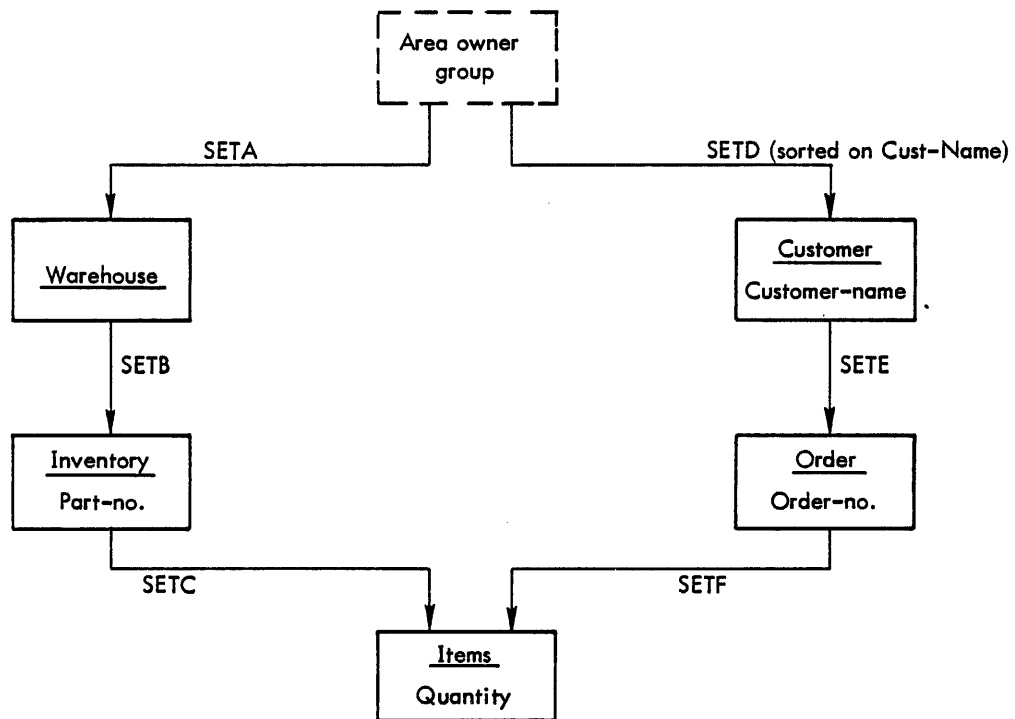 Area owner
group
SETA
SETD (sorted on Cust-Name)
Warehouse
Customer
Customer-name
SETB
SETE
Inventory
Part-no.
Order
Order-no.
SETC
SETF
Items
Quantity